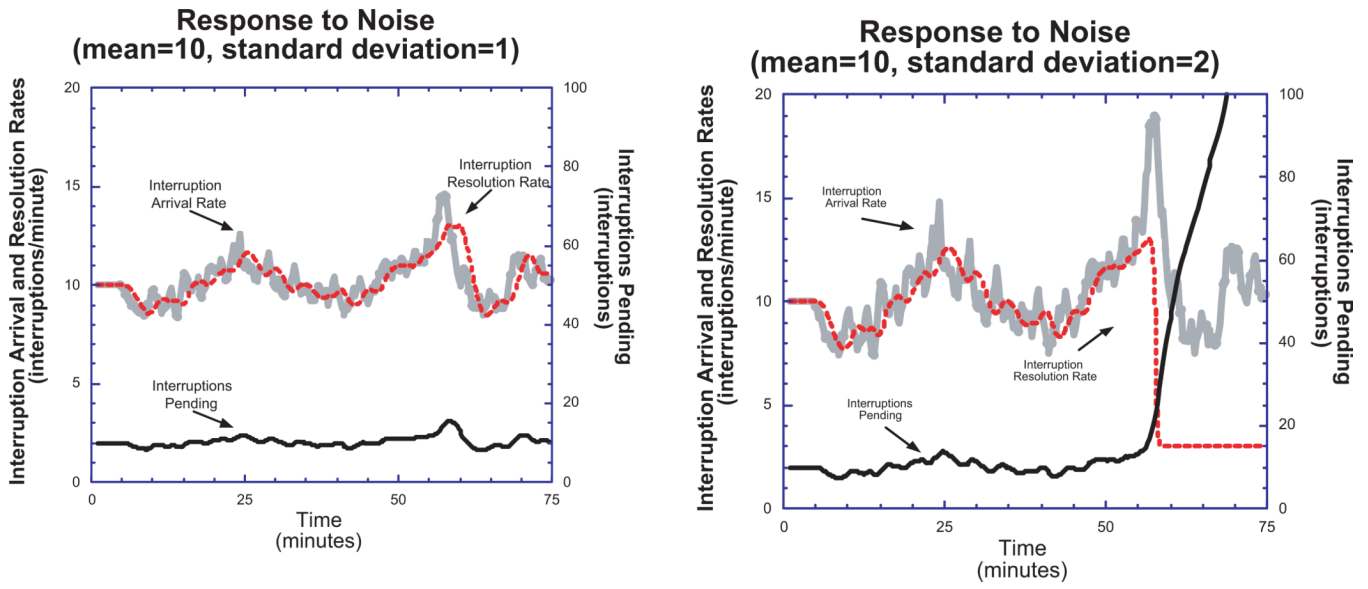 Response to Noise
(mean=10, standard deviation=1)
Interruption Arrival and Resolution Rates
(interruptions/minute)
20
15
10
5
0
100
80
60
40
20
0
Interruptions Pending
(interruptions)
Interruption
Arrival Rate
Interruption
Resolution Rate
Interruptions
Pending
0
25
50
75
Time
(minutes)
Response to Noise
(mean=10, standard deviation=2)
Interruption Arrival and Resolution Rates
(interruptions/minute)
20
15
10
5
0
100
80
60
40
20
0
Interruptions Pending
(interruptions)
Interruption
Arrival Rate
Interruption
Resolution Rate
Interruptions
Pending
0
25
50
75
Time
(minutes)